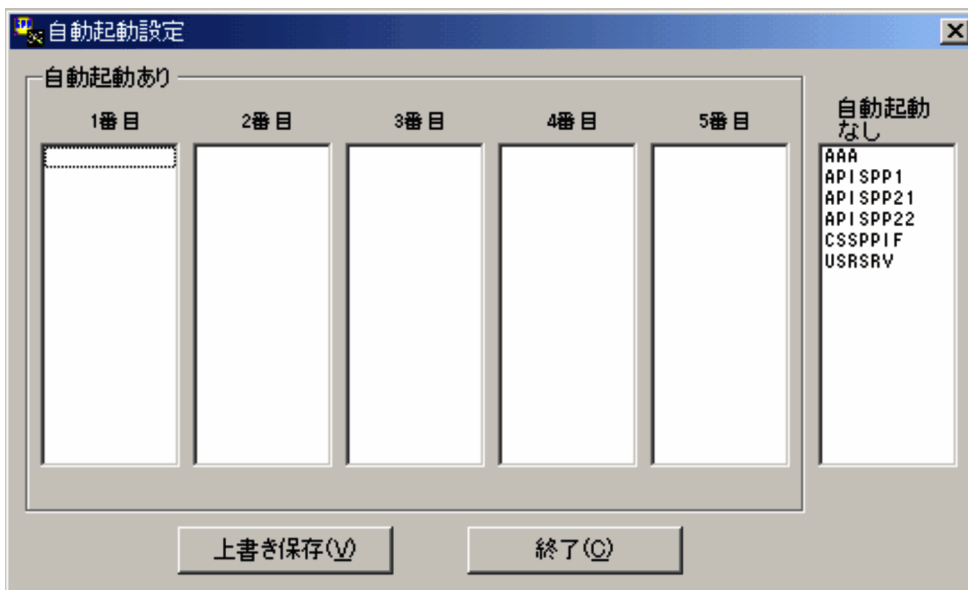 自動起動設定
自動起動あり
1番目
2番目
3番目
4番目
5番目
自動起動
なし
AAA
APISPP1
APISPP21
APISPP22
CSSPPIF
USRSRV
上書き保存(V)
終了(C)